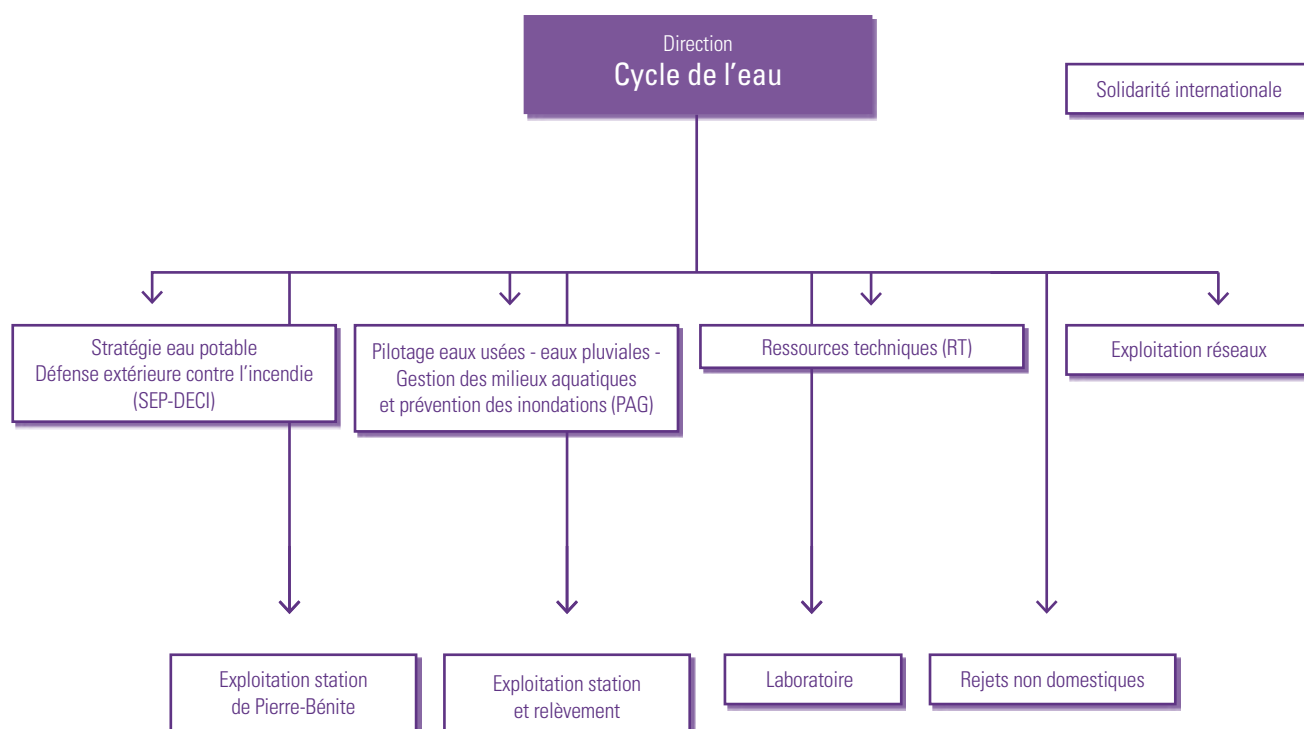 Direction
Cycle de l'eau
Solidarité internationale
Stratégie eau potable
Défense extérieure contre l'incendie
(SEP-DECI)
Pilotage eaux usées - eaux pluviales -
Gestion des milieux aquatiques
et prévention des inondations (PAG)
Ressources techniques (RT)
Exploitation réseaux
Exploitation station
de Pierre-Bénite
Exploitation station
et relèvement
Laboratoire
Rejets non domestiques